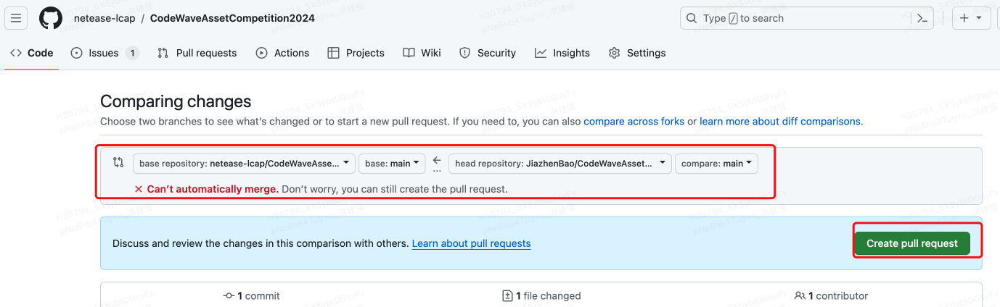 netease-lcap / CodeWaveAssetCompetition2024
Type / to search
Code Issues 1 Pull requests Actions Projects Wiki Security Insights Settings
Comparing changes
Choose two branches to see what's changed or to start a new pull request. If you need to, you can also compare across forks or learn more about diff comparisons.
base repository: netease-lcap/CodeWaveAsse... base: main ← ... head repository: JiazhenBao/CodeWaveAsset... compare: main
× Can't automatically merge. Don't worry, you can still create the pull request.
Discuss and review the changes in this comparison with others. Learn about pull requests
Create pull request
1 commit
1 file changed
1 contributor